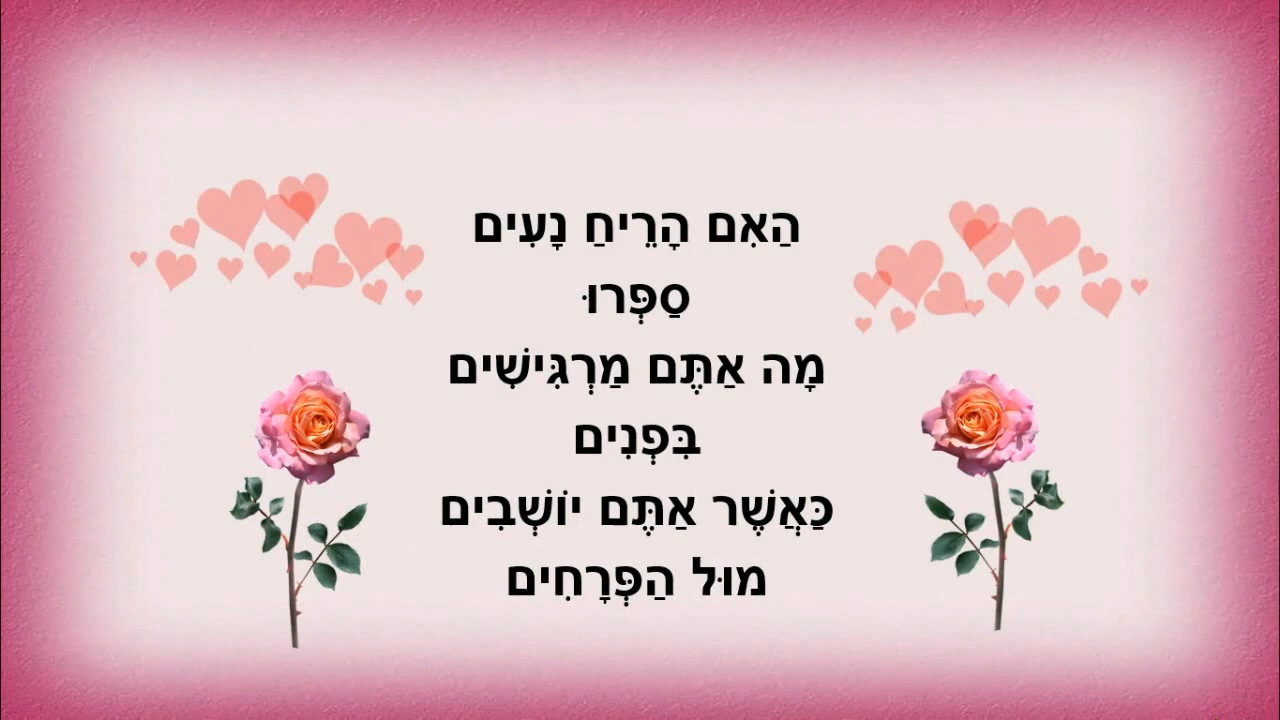 הַאִם הָרֵיחַ נָעִים
סַפְּרוּ
מָה אַתֶּם מַרְגִּישִׁים
בִּפְנִים
כַּאֲשֶׁר אַתֶּם יוֹשְׁבִים
מוּל הַפְּרָחִים